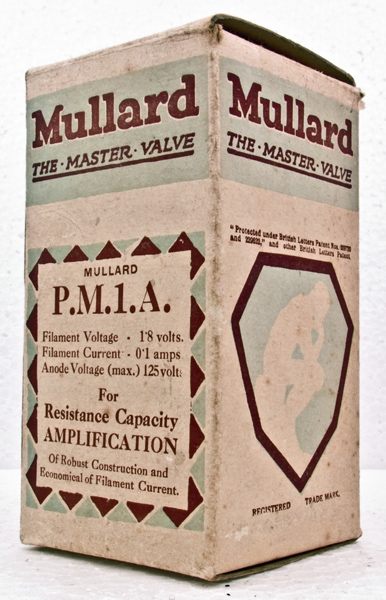 Mullard
THE · MASTER · VALVE
MULLARD
P.M.1.A.
Filament Voltage - 1·8 volts.
Filament Current - 0·1 amps
Anode Voltage (max.) 125 volts
For
Resistance Capacity
AMPLIFICATION
Of Robust Construction and
Economical of Filament Current.
Mullard
THE · MASTER · VALVE
"Protected under British Letters Patent Nos.
and other British Letters Patent.
REGISTERED TRADE MARK.